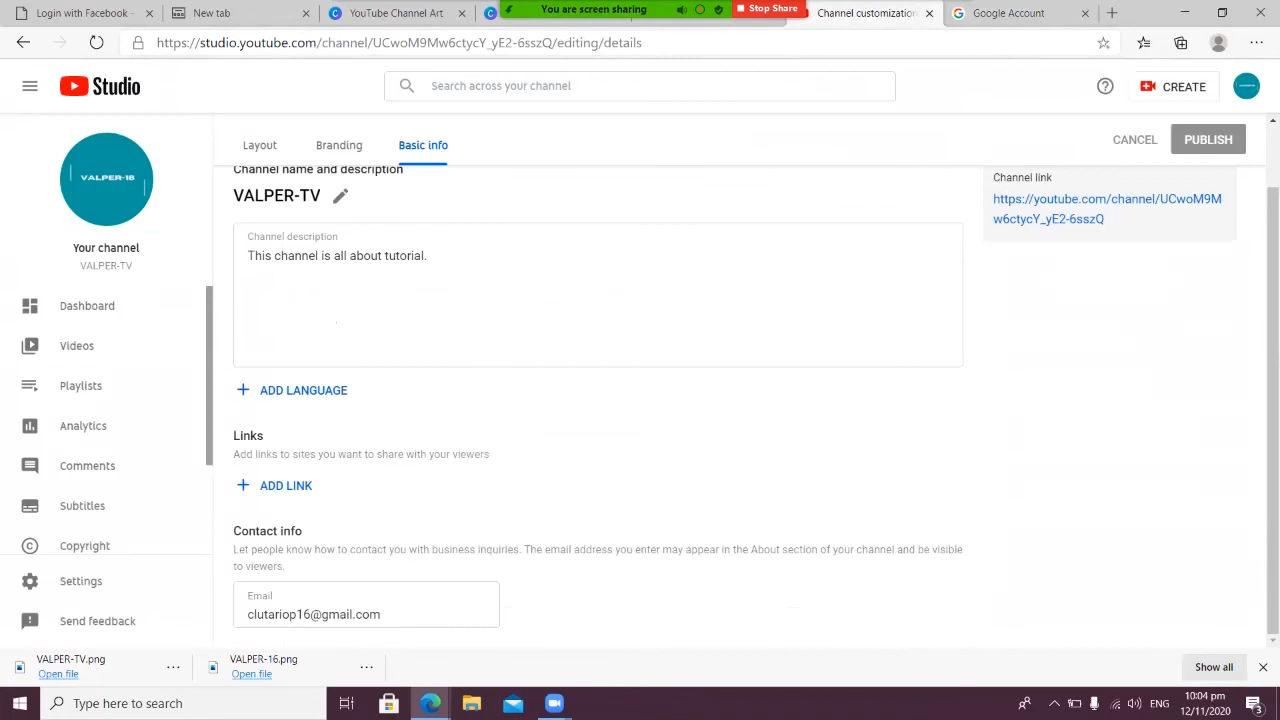 with Facebook
New tab
YouTube Channel Art
You are screen sharing
Stop Share
Channel customization
Google Account
https://studio.youtube.com/channel/UCwoM9Mw6ctycY_yE2-6sszQ/editing/details
Studio
Search across your channel
CREATE
VALPER-16
Your channel
VALPER-TV
Dashboard
Videos
Playlists
Analytics
Comments
Subtitles
Copyright
Settings
Send feedback
Layout
Branding
Basic info
CANCEL
PUBLISH
Channel name and description
VALPER-TV
Channel description
This channel is all about tutorial.
ADD LANGUAGE
Links
Add links to sites you want to share with your viewers
ADD LINK
Contact info
Let people know how to contact you with business inquiries. The email address you enter may appear in the About section of your channel and be visible
to viewers.
Email
clutariop16@gmail.com
Channel link
https://youtube.com/channel/UCwoM9M
w6ctycY_yE2-6sszQ
VALPER-TV.png
Open file
VALPER-16.png
Open file
Show all
Type here to search
ENG
10:04 pm
12/11/2020
3